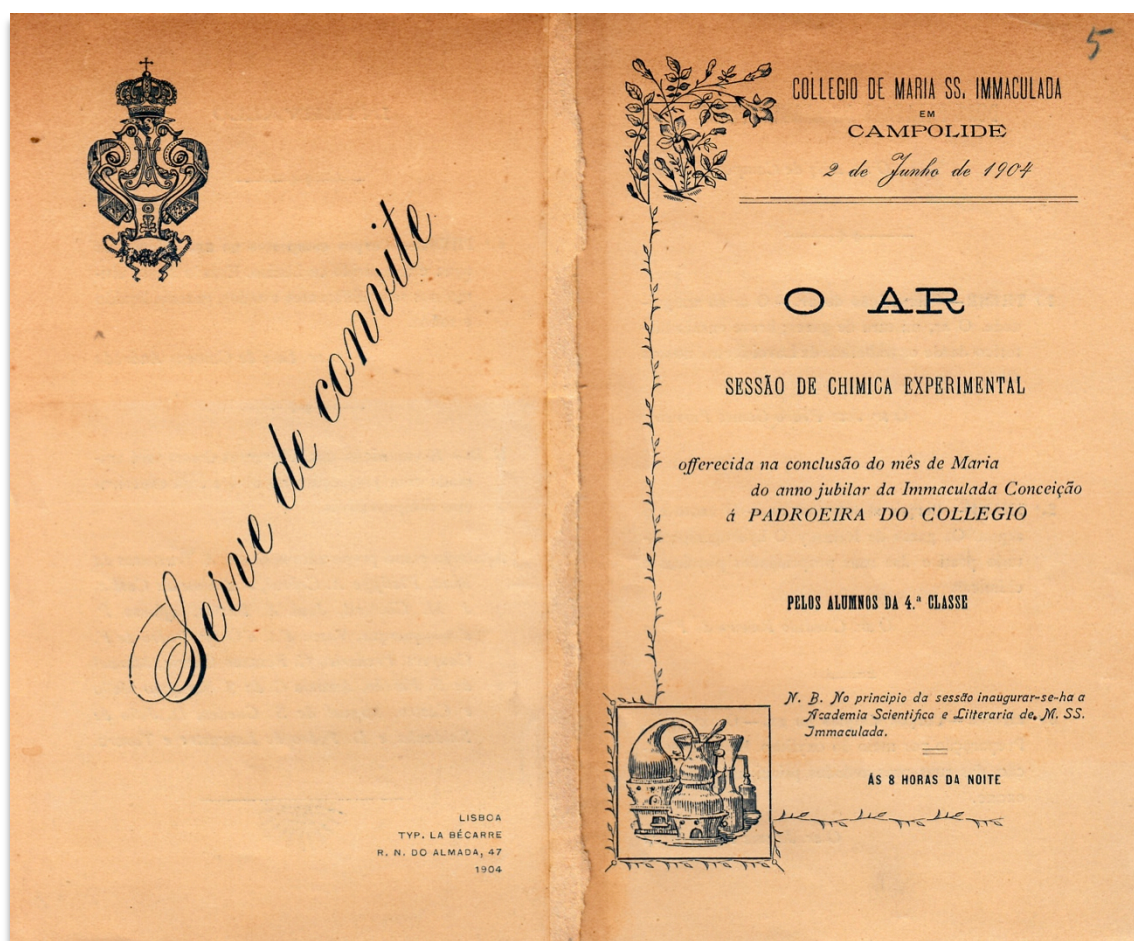 Serve de convite
LISBOA
TYP. LA BÉCARRE
R. N. DO ALMADA, 47
1904
5
COLLEGIO DE MARIA SS. IMMACULADA
EM
CAMPOLIDE
2 de Junho de 1904
O AR
SESSÃO DE CHIMICA EXPERIMENTAL
offerecida na conclusão do mês de Maria
do anno jubilar da Immaculada Conceição
á PADROEIRA DO COLLEGIO
PELOS ALUMNOS DA 4.ª CLASSE
N. B. No principio da sessão inaugurar-se-ha a
Academia Scientifica e Litteraria de M. SS.
Immaculada.
ÁS 8 HORAS DA NOITE